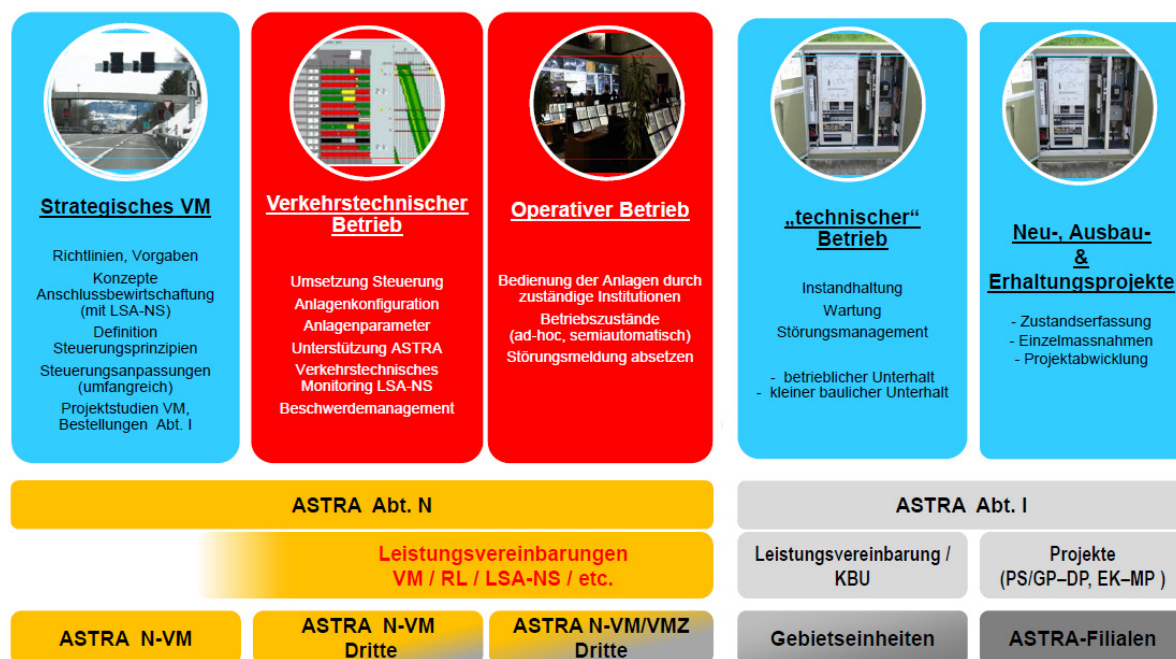 Strategisches VM
Richtlinien, Vorgaben
Konzepte
Anschlussbewirtschaftung
(mit LSA-NS)
Definition
Steuerungsprinzipien
Steuerungsanpassungen
(umfangreich)
Projektstudien VM,
Bestellungen Abt. I
Verkehrstechnischer
Betrieb
Umsetzung Steuerung
Anlagenkonfiguration
Anlagenparameter
Unterstützung ASTRA
Verkehrstechnisches
Monitoring LSA-NS
Beschwerdemanagement
Operativer Betrieb
Bedienung der Anlagen durch
zuständige Institutionen
Betriebszustände
(ad-hoc, semiautomatisch)
Störungsmeldung absetzen
„technischer“
Betrieb
Instandhaltung
Wartung
Störungsmanagement
- betrieblicher Unterhalt
- kleiner baulicher Unterhalt
Neu-, Ausbau-
&
Erhaltungsprojekte
- Zustandserfassung
- Einzelmassnahmen
- Projektabwicklung
ASTRA Abt. N
ASTRA Abt. I
Leistungsvereinbarungen
VM / RL / LSA-NS / etc.
Leistungsvereinbarung /
KBU
Projekte
(PS/GP–DP, EK–MP )
ASTRA N-VM
ASTRA N-VM
Dritte
ASTRA N-VM/VMZ
Dritte
Gebietseinheiten
ASTRA-Filialen